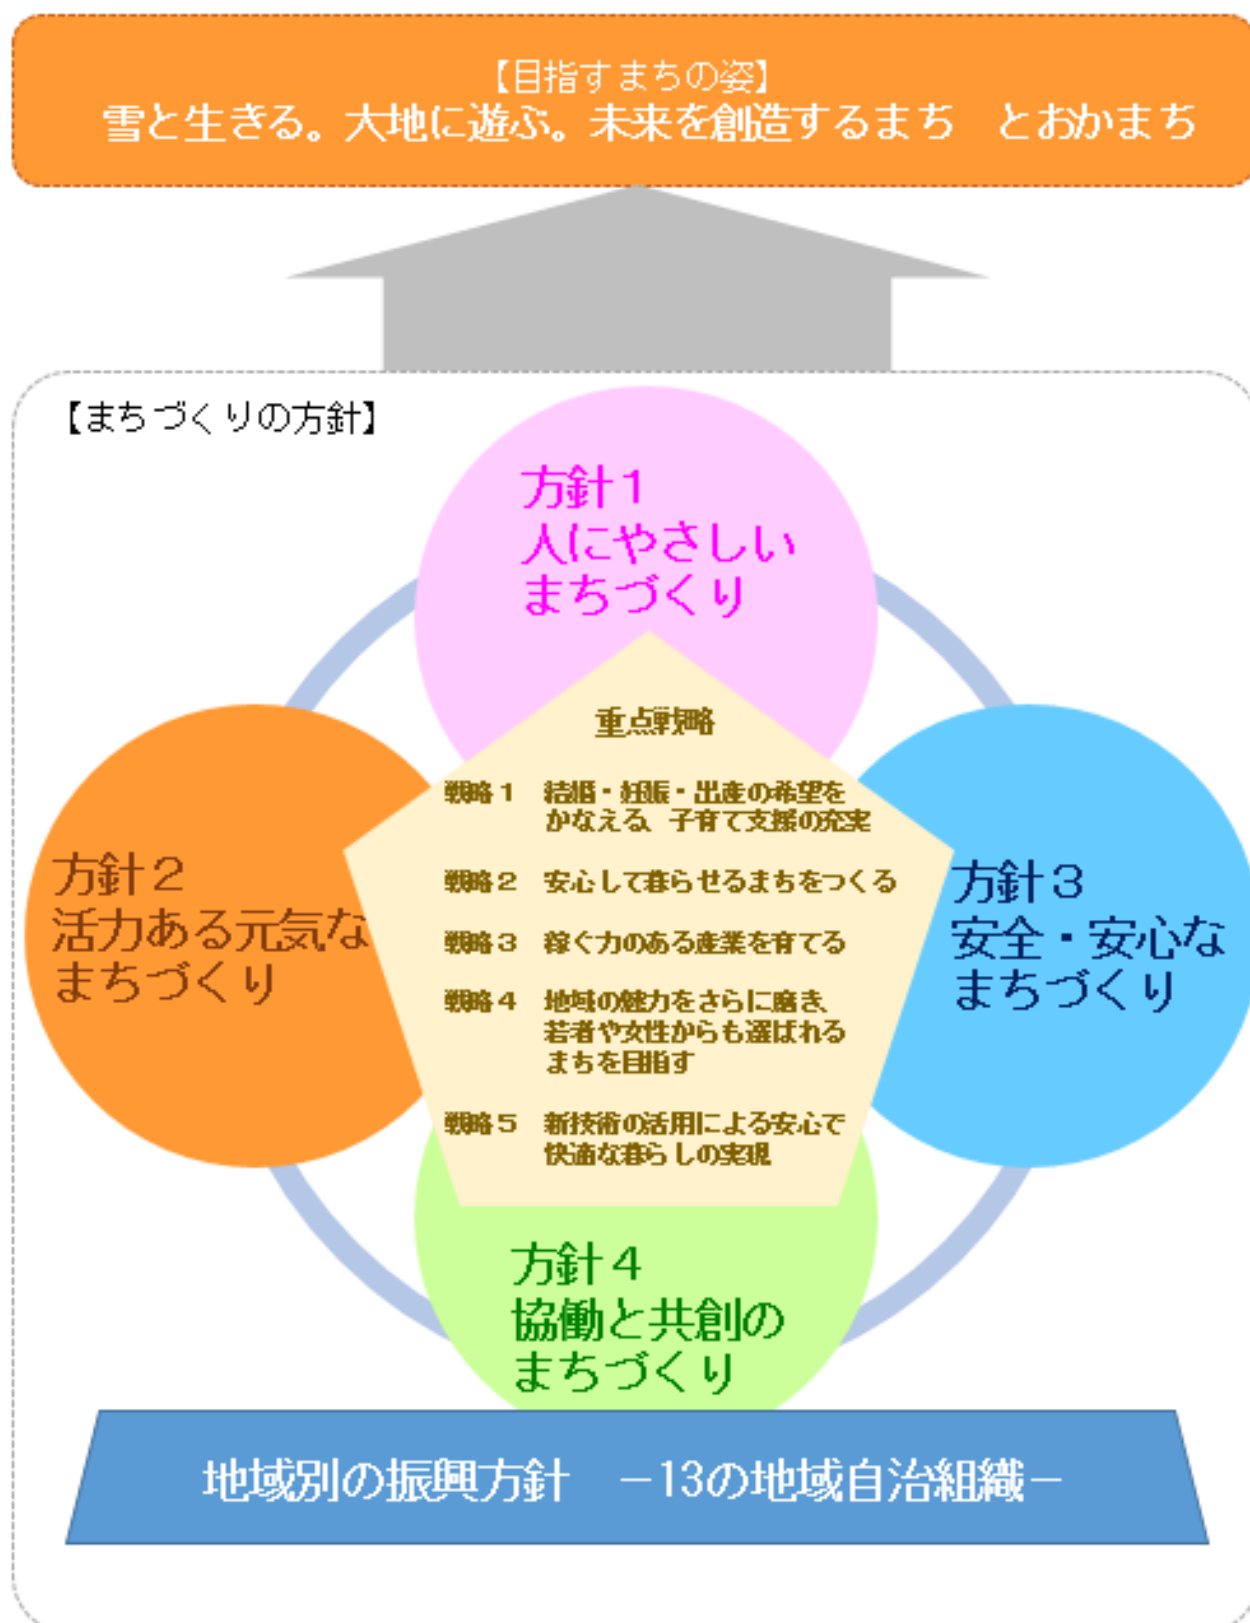 【目指すまちの姿】
雪と生きる。大地に遊ぶ。未来を創造するまち　とおかまち
【まちづくりの方針】
方針１
人にやさしい
まちづくり
方針２
活力ある元気な
まちづくり
重点戦略
戦略１　結婚・妊娠・出産の希望を
かなえる、子育て支援の充実
戦略２　安心して暮らせるまちをつくる
戦略３　稼ぐ力のある産業を育てる
戦略４　地域の魅力をさらに磨き、
若者や女性からも選ばれる
まちを目指す
戦略５　新技術の活用による安心で
快適な暮らしの実現
方針３
安全・安心な
まちづくり
方針４
協働と共創の
まちづくり
地域別の振興方針　－13の地域自治組織－